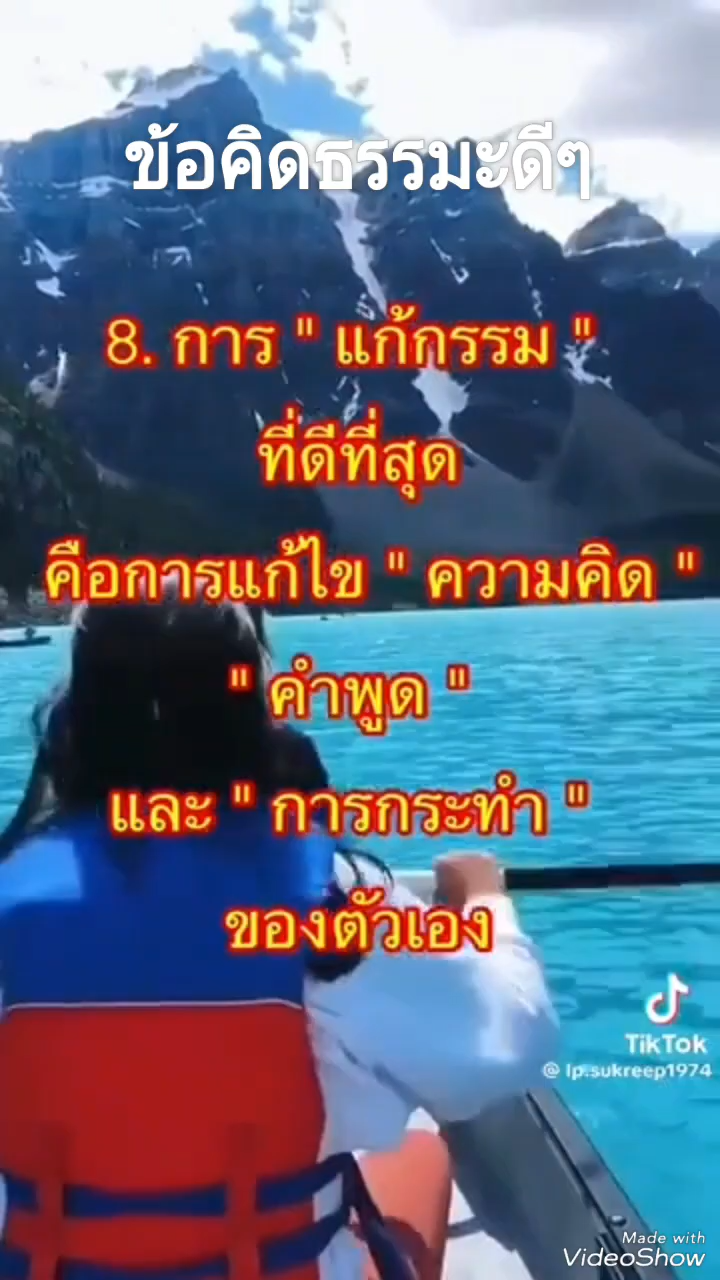 ข้อคิดธรรมะดีๆ
8. การ " แก้กรรม "
ที่ดีที่สุด
คือการแก้ไข " ความคิด "
" คำพูด "
และ " การกระทำ "
ของตัวเอง
TikTok
@ lp.sukreep1974
Made with
VideoShow